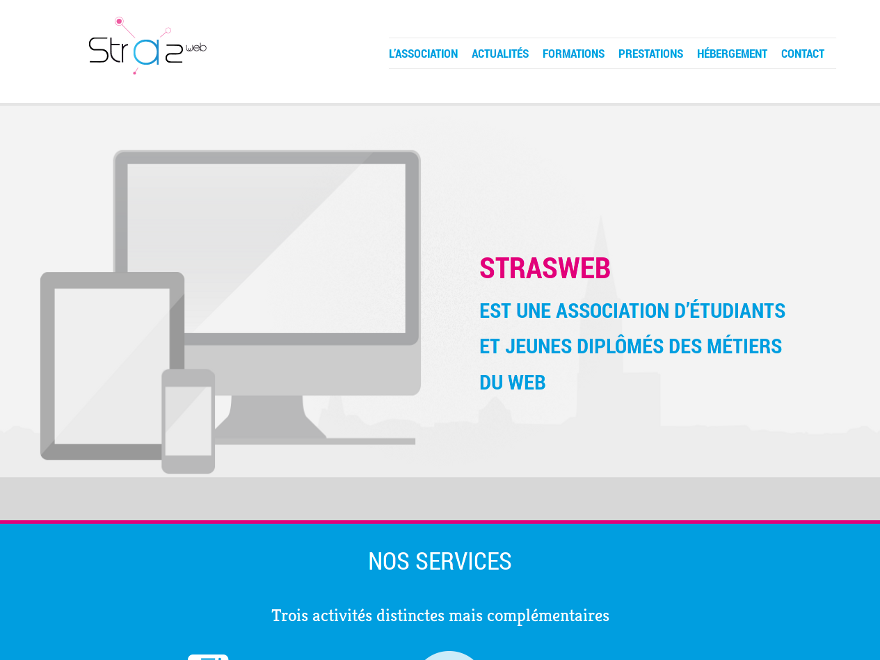 Stras web
L'ASSOCIATION ACTUALITÉS FORMATIONS PRESTATIONS HÉBERGEMENT CONTACT
STRASWEB
EST UNE ASSOCIATION D'ÉTUDIANTS
ET JEUNES DIPLÔMÉS DES MÉTIERS
DU WEB
NOS SERVICES
Trois activités distinctes mais complémentaires